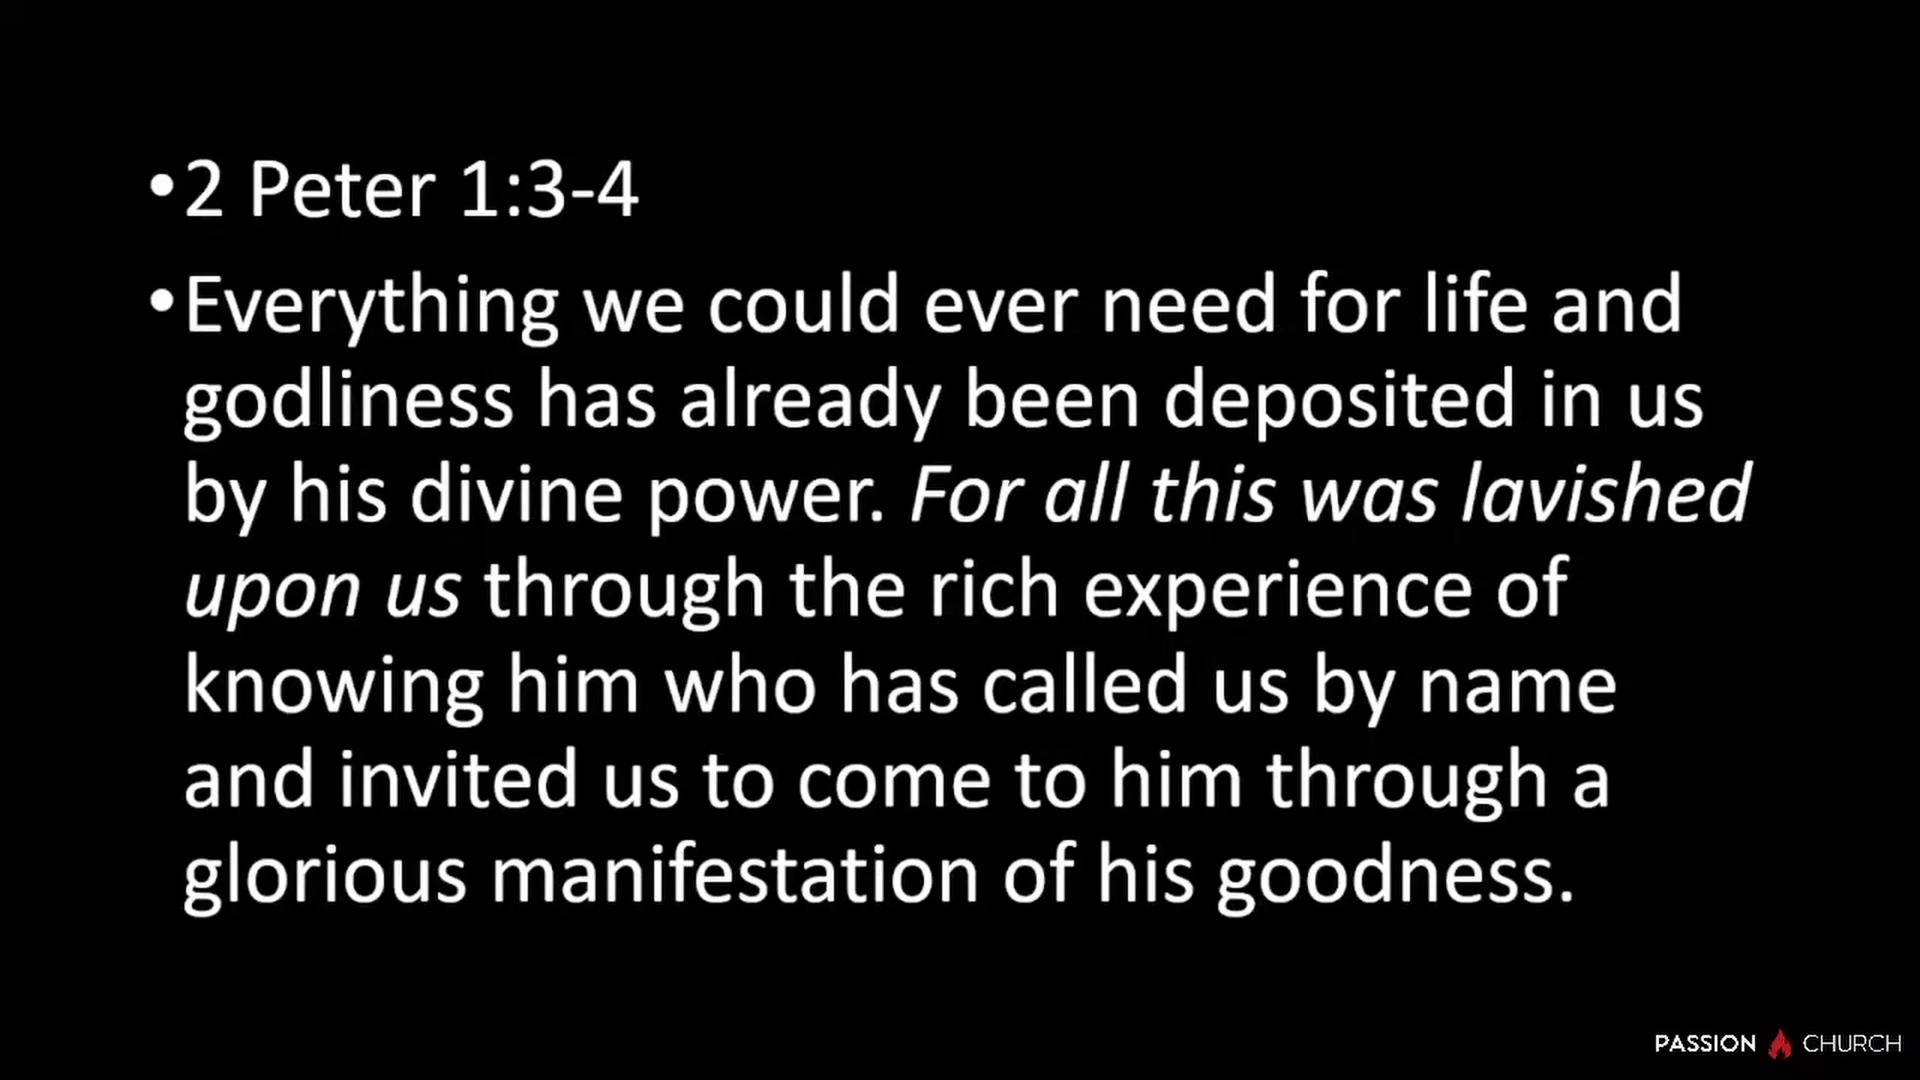 •2 Peter 1:3-4
•Everything we could ever need for life and
godliness has already been deposited in us
by his divine power. For all this was lavished
upon us through the rich experience of
knowing him who has called us by name
and invited us to come to him through a
glorious manifestation of his goodness.
PASSION CHURCH